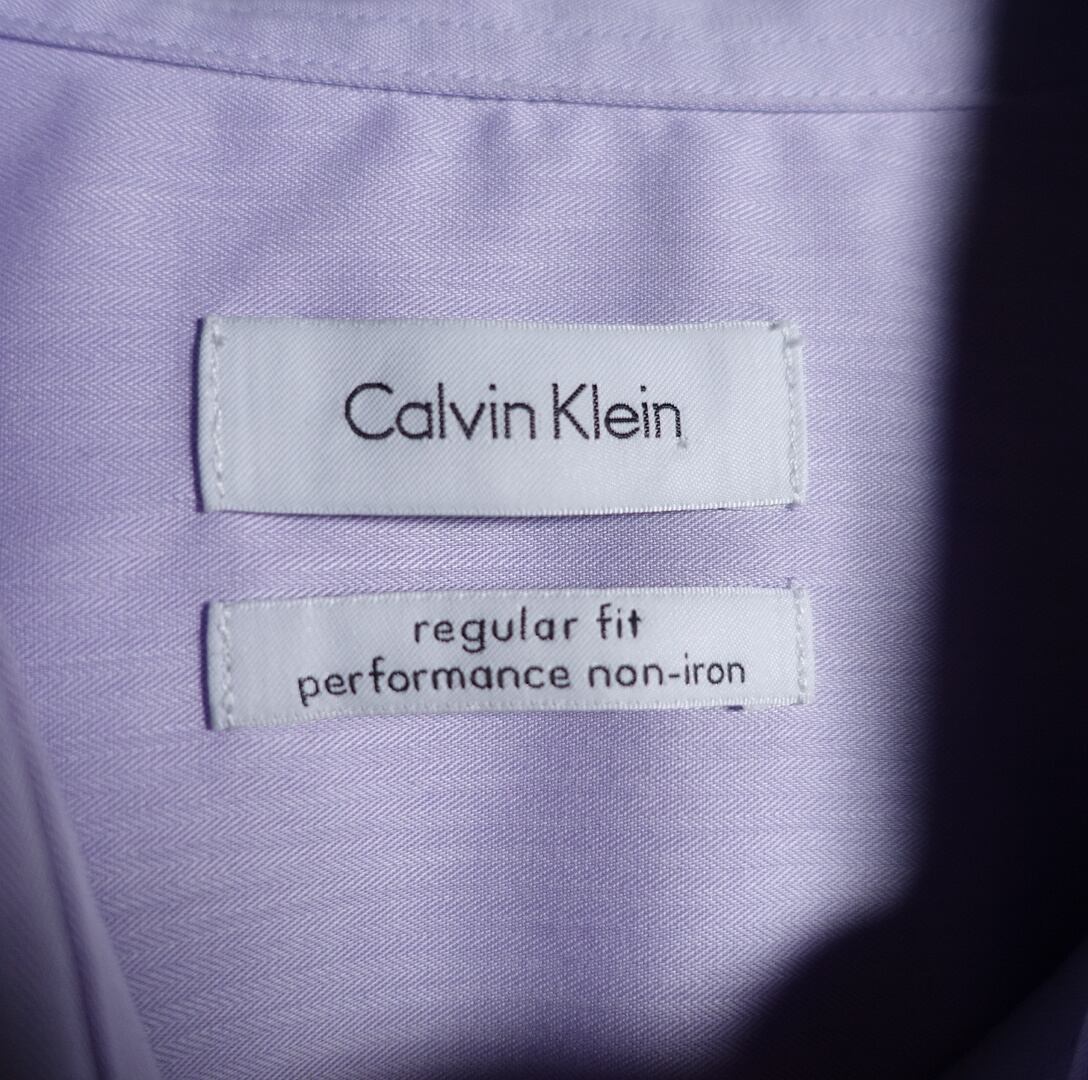 Calvin Klein
regular fit
performance non-iron